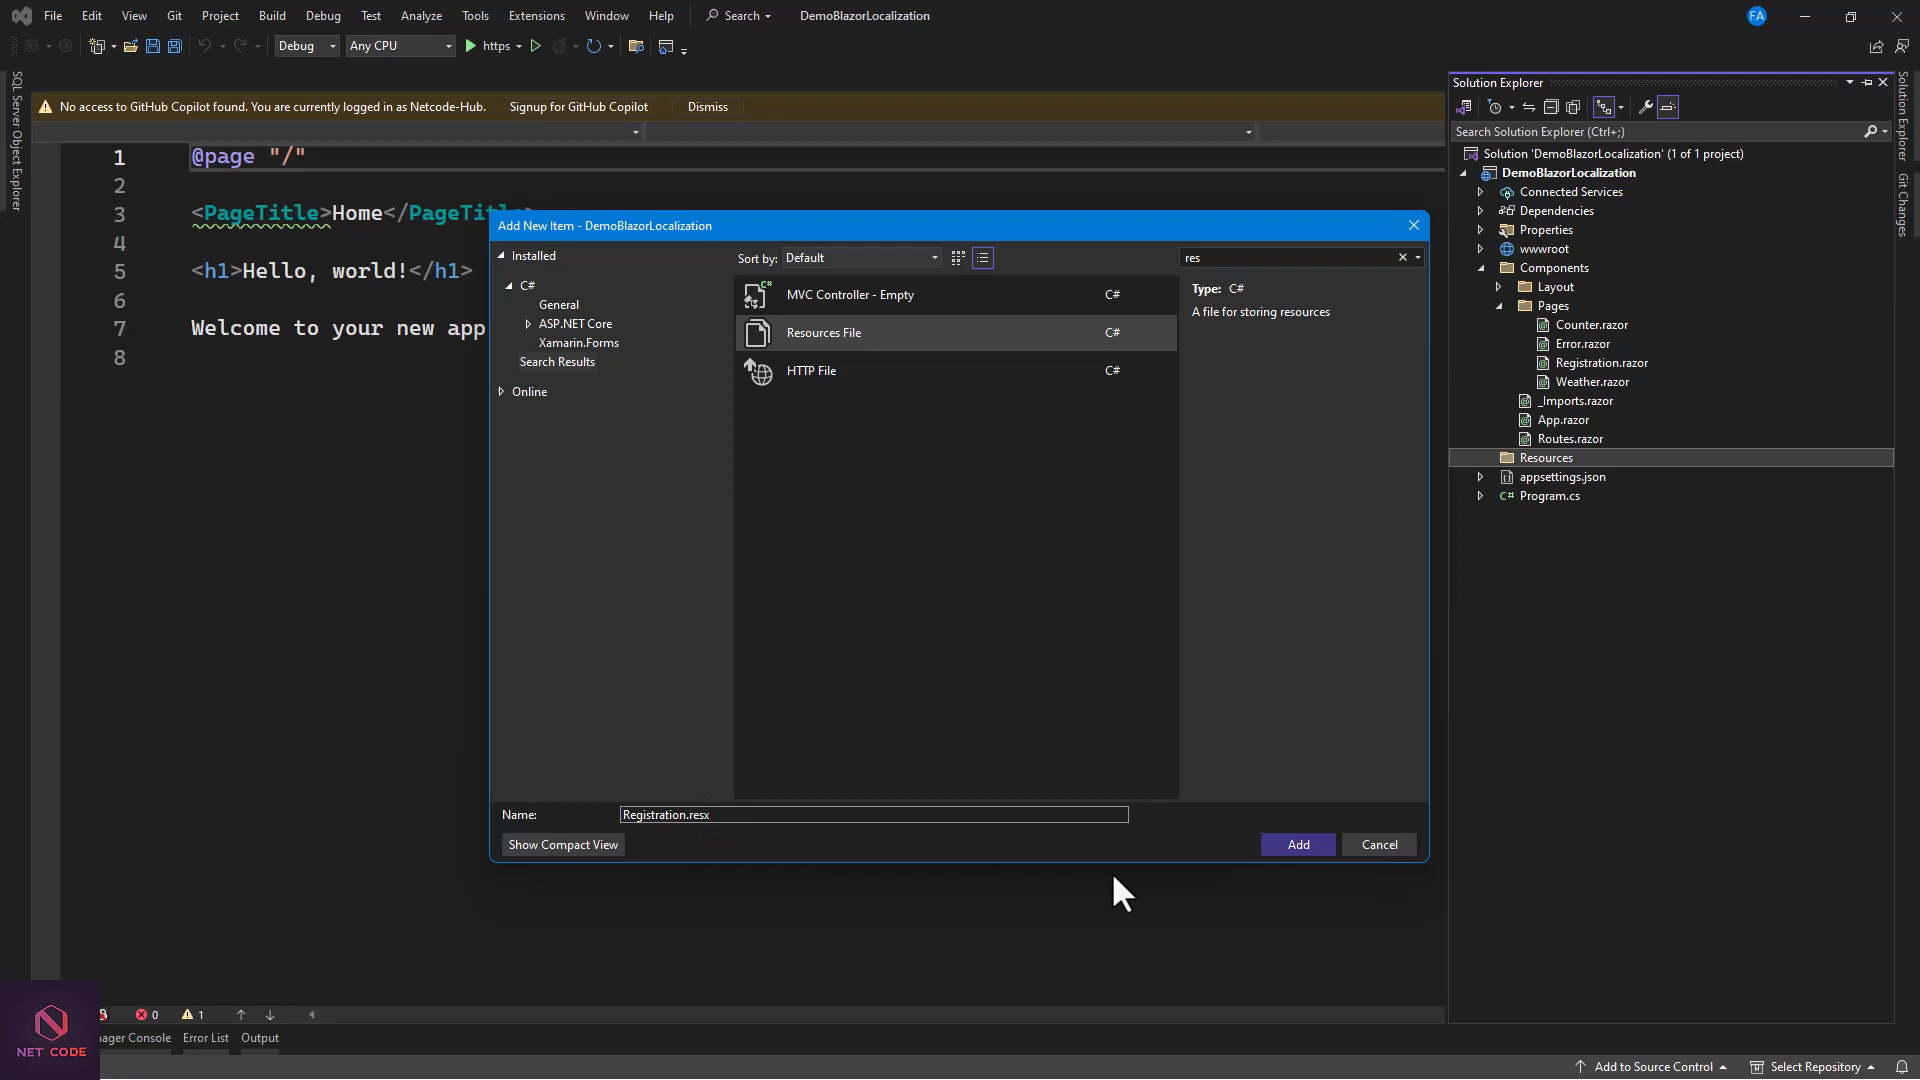 File Edit View Git Project Build Debug Test Analyze Tools Extensions Window Help Search DemoBlazorLocalization FA
Debug Any CPU https
SQL Server Object Explorer
No access to GitHub Copilot found. You are currently logged in as Netcode-Hub. Signup for GitHub Copilot Dismiss
1 @page "/"
2
3 <PageTitle>Home</PageTitle>
4
5 <h1>Hello, world!</h1>
6
7 Welcome to your new app
8
Add New Item - DemoBlazorLocalization
Installed
C#
General
ASP.NET Core
Xamarin.Forms
Search Results
Online
Sort by: Default
MVC Controller - Empty C#
Resources File C#
HTTP File C#
res
Type: C#
A file for storing resources
Name: Registration.resx
Show Compact View Add Cancel
Solution Explorer
Search Solution Explorer (Ctrl+;)
Solution 'DemoBlazorLocalization' (1 of 1 project)
DemoBlazorLocalization
Connected Services
Dependencies
Properties
wwwroot
Components
Layout
Pages
Counter.razor
Error.razor
Registration.razor
Weather.razor
_Imports.razor
App.razor
Routes.razor
Resources
appsettings.json
Program.cs
Solution Explorer
Git Changes
0 1
ager Console Error List Output
NET CODE
Add to Source Control Select Repository